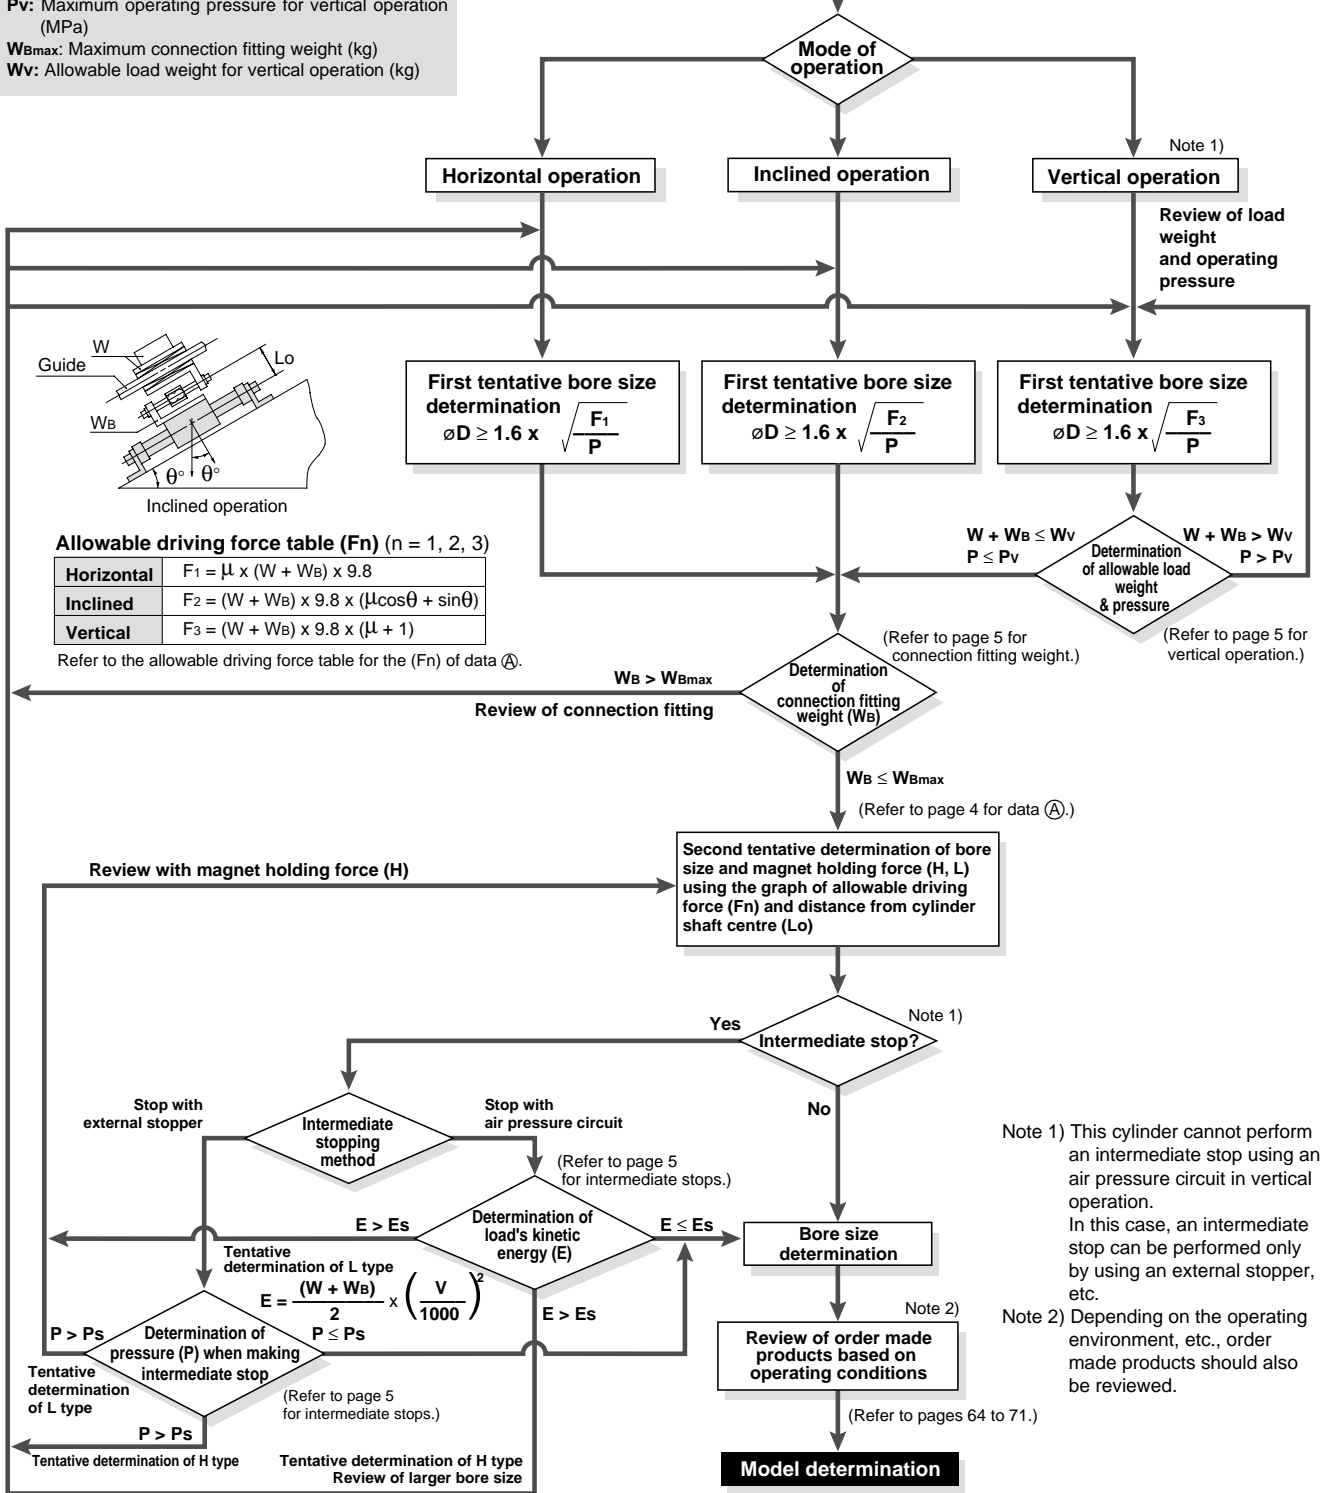 Pv: Maximum operating pressure for vertical operation
(MPa)
WBmax: Maximum connection fitting weight (kg)
Wv: Allowable load weight for vertical operation (kg)
Mode of
operation
Horizontal operation
Inclined operation
Note 1)
Vertical operation
Review of load
weight
and operating
pressure
W
Guide
Lo
WB
θ° θ°
Inclined operation
First tentative bore size
determination
øD ≥ 1.6 x √F1/P
First tentative bore size
determination
øD ≥ 1.6 x √F2/P
First tentative bore size
determination
øD ≥ 1.6 x √F3/P
Allowable driving force table (Fn) (n = 1, 2, 3)
Horizontal F1 = μ x (W + WB) x 9.8
Inclined F2 = (W + WB) x 9.8 x (μcosθ + sinθ)
Vertical F3 = (W + WB) x 9.8 x (μ + 1)
Refer to the allowable driving force table for the (Fn) of data Ⓐ.
W + WB ≤ WV
P ≤ PV
Determination
of allowable load
weight
& pressure
W + WB > WV
P > PV
(Refer to page 5 for
vertical operation.)
(Refer to page 5 for
connection fitting weight.)
Determination
of
connection fitting
weight (WB)
WB > WBmax
Review of connection fitting
WB ≤ WBmax
(Refer to page 4 for data Ⓐ.)
Second tentative determination of bore
size and magnet holding force (H, L)
using the graph of allowable driving
force (Fn) and distance from cylinder
shaft centre (Lo)
Review with magnet holding force (H)
Note 1)
Yes
Intermediate stop?
No
Stop with
external stopper
Intermediate
stopping
method
Stop with
air pressure circuit
(Refer to page 5
for intermediate stops.)
E > Es
Determination of
load's kinetic
energy (E)
E ≤ Es
Tentative
determination of L type
E = (W + WB)/2 x (V/1000)²
E > Es
Bore size
determination
P > Ps
Determination of
pressure (P) when making
intermediate stop
P ≤ Ps
Tentative
determination
of L type
(Refer to page 5
for intermediate stops.)
P > Ps
Tentative determination of H type
Tentative determination of H type
Review of larger bore size
Note 2)
Review of order made
products based on
operating conditions
(Refer to pages 64 to 71.)
Model determination
Note 1) This cylinder cannot perform
an intermediate stop using an
air pressure circuit in vertical
operation.
In this case, an intermediate
stop can be performed only
by using an external stopper,
etc.
Note 2) Depending on the operating
environment, etc., order
made products should also
be reviewed.